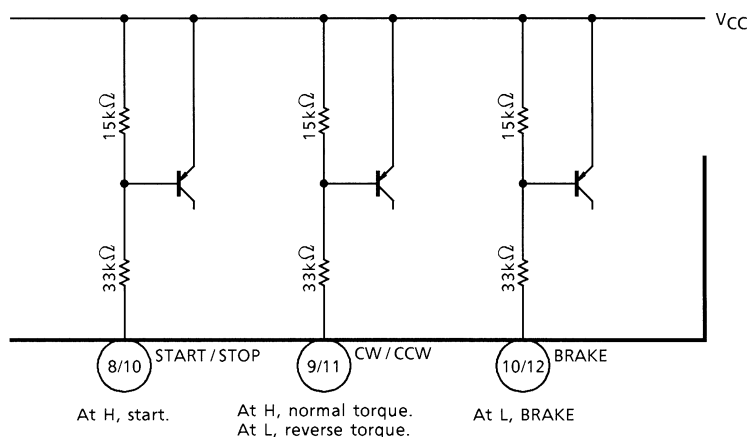 VCC
15kΩ
15kΩ
15kΩ
33kΩ
33kΩ
33kΩ
8/10 START / STOP
9/11 CW / CCW
10/12 BRAKE
At H, start.
At H, normal torque.
At L, reverse torque.
At L, BRAKE